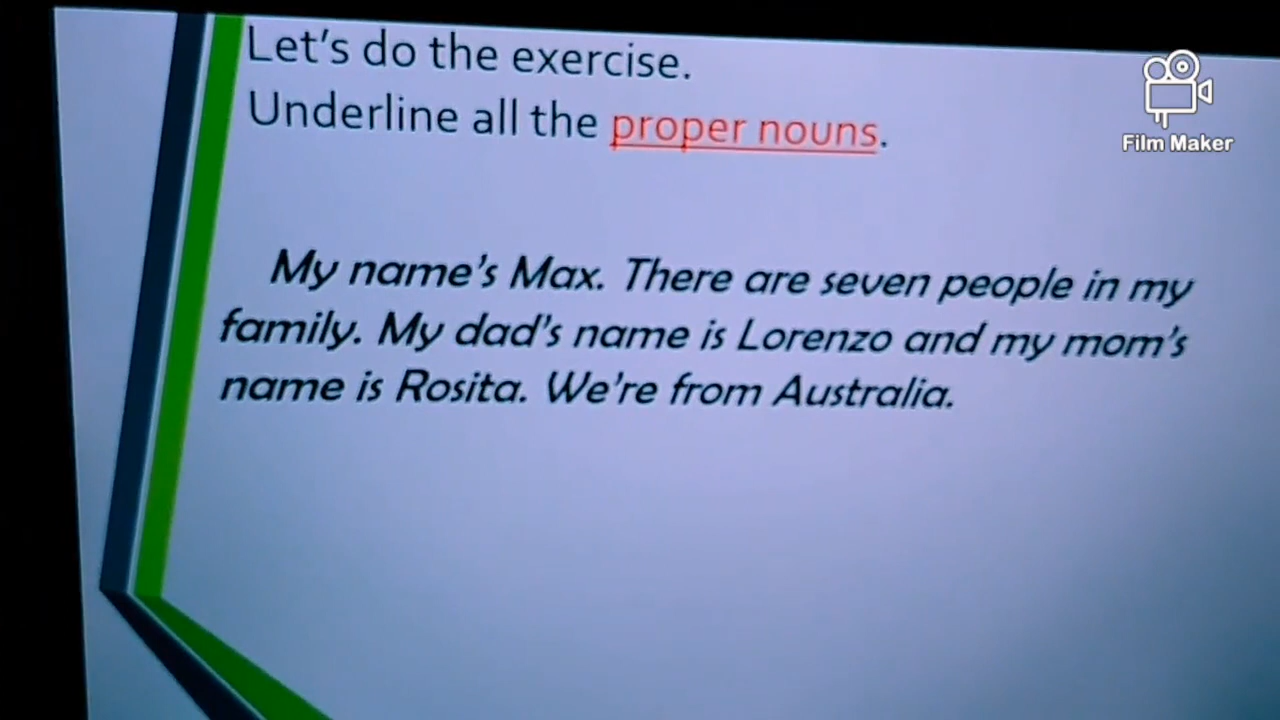 Let's do the exercise.
Underline all the proper nouns.
Film Maker
My name's Max. There are seven people in my
family. My dad's name is Lorenzo and my mom's
name is Rosita. We're from Australia.